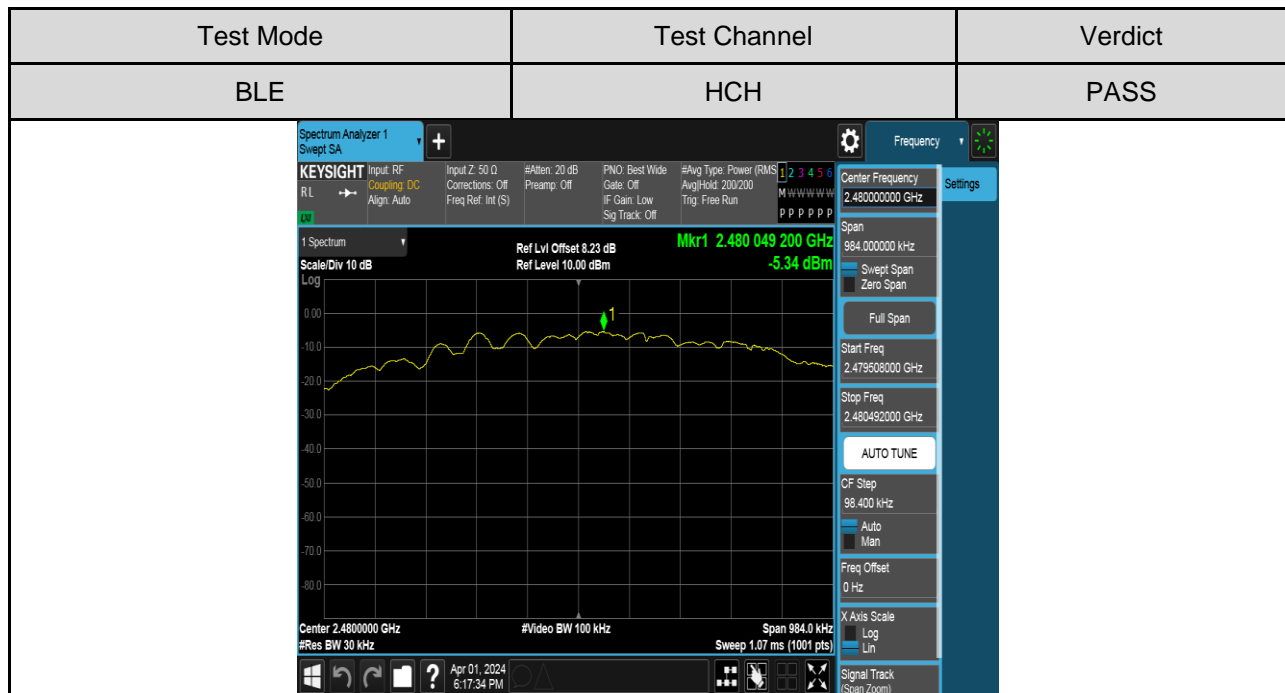 Test Mode Test Channel Verdict
BLE HCH PASS
Spectrum Analyzer 1
Swept SA
+
Frequency
KEYSIGHT Input: RF Input Z: 50 Ω #Atten: 20 dB PNO: Best Wide #Avg Type: Power (RMS 1 2 3 4 5 6
RL Coupling: DC Corrections: Off Preamp: Off Gate: Off Avg|Hold: 200/200 M W W W W W
Align: Auto Freq Ref: Int (S) IF Gain: Low Trig: Free Run
Sig Track: Off P P P P P P
LXI
Center Frequency
2.480000000 GHz
Settings
1 Spectrum Ref Lvl Offset 8.23 dB Mkr1 2.480 049 200 GHz
Scale/Div 10 dB Ref Level 10.00 dBm -5.34 dBm
Log
1
0.00
-10.0
-20.0
-30.0
-40.0
-50.0
-60.0
-70.0
-80.0
Center 2.4800000 GHz #Video BW 100 kHz Span 984.0 kHz
#Res BW 30 kHz Sweep 1.07 ms (1001 pts)
Span
984.000000 kHz
Swept Span
Zero Span
Full Span
Start Freq
2.479508000 GHz
Stop Freq
2.480492000 GHz
AUTO TUNE
CF Step
98.400 kHz
Auto
Man
Freq Offset
0 Hz
X Axis Scale
Log
Lin
Signal Track
(Span Zoom)
? Apr 01, 2024
6:17:34 PM